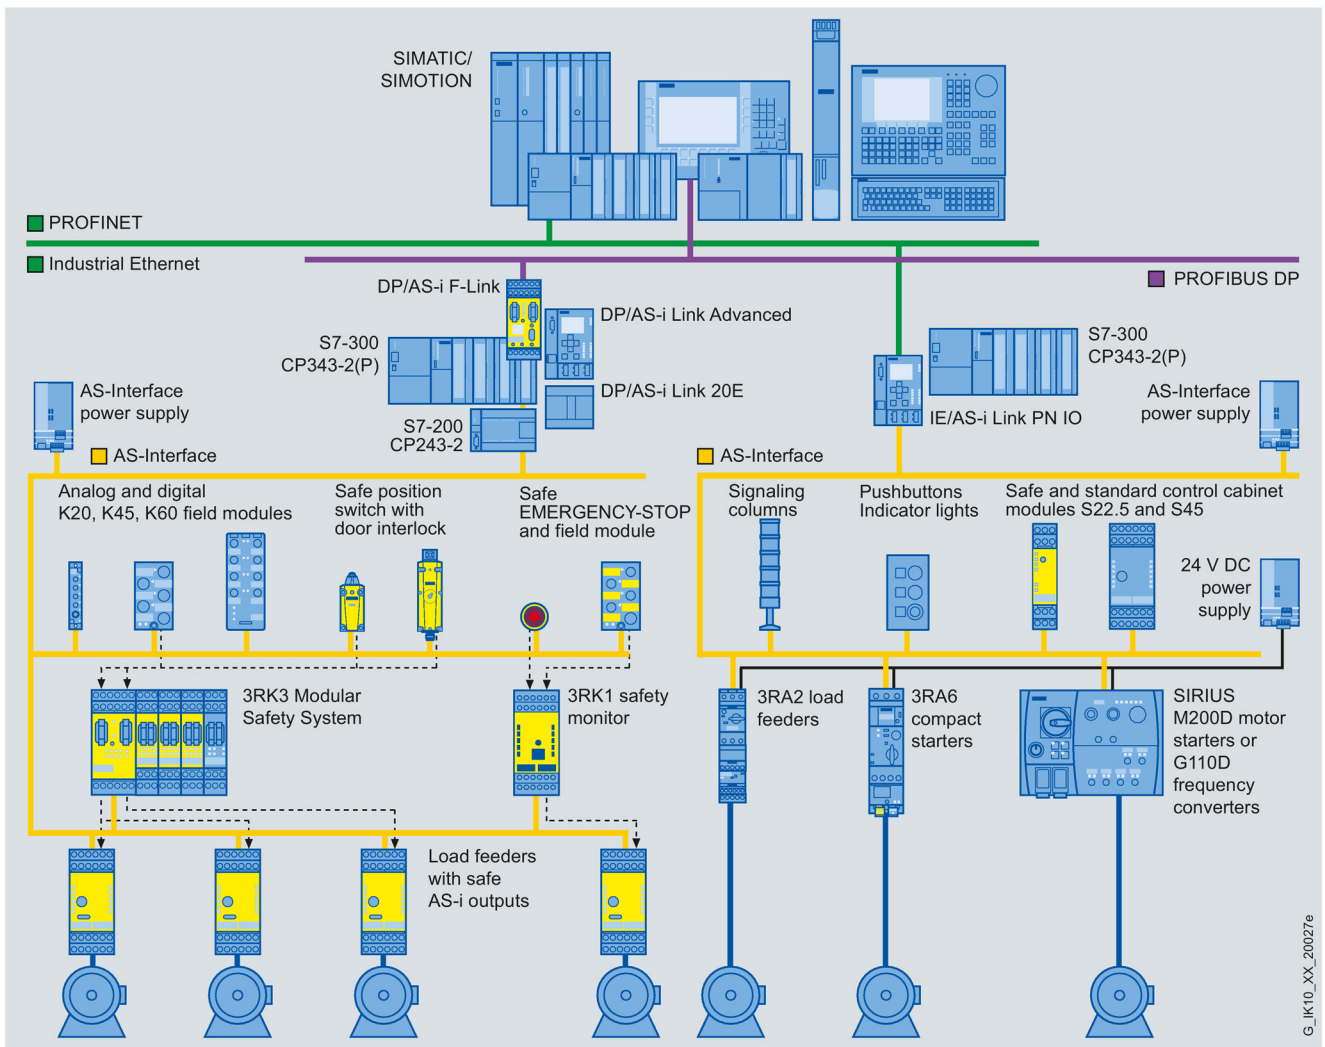 SIMATIC/
SIMOTION
PROFINET
Industrial Ethernet
PROFIBUS DP
DP/AS-i F-Link
DP/AS-i Link Advanced
S7-300
CP343-2(P)
DP/AS-i Link 20E
S7-200
CP243-2
S7-300
CP343-2(P)
IE/AS-i Link PN IO
AS-Interface
power supply
AS-Interface
power supply
AS-Interface
AS-Interface
Analog and digital
K20, K45, K60 field modules
Safe position
switch with
door interlock
Safe
EMERGENCY-STOP
and field module
Signaling
columns
Pushbuttons
Indicator lights
Safe and standard control cabinet
modules S22.5 and S45
24 V DC
power
supply
3RK3 Modular
Safety System
3RK1 safety
monitor
3RA2 load
feeders
3RA6
compact
starters
SIRIUS
M200D motor
starters or
G110D
frequency
converters
Load feeders
with safe
AS-i outputs
G_IK10_XX_20027e